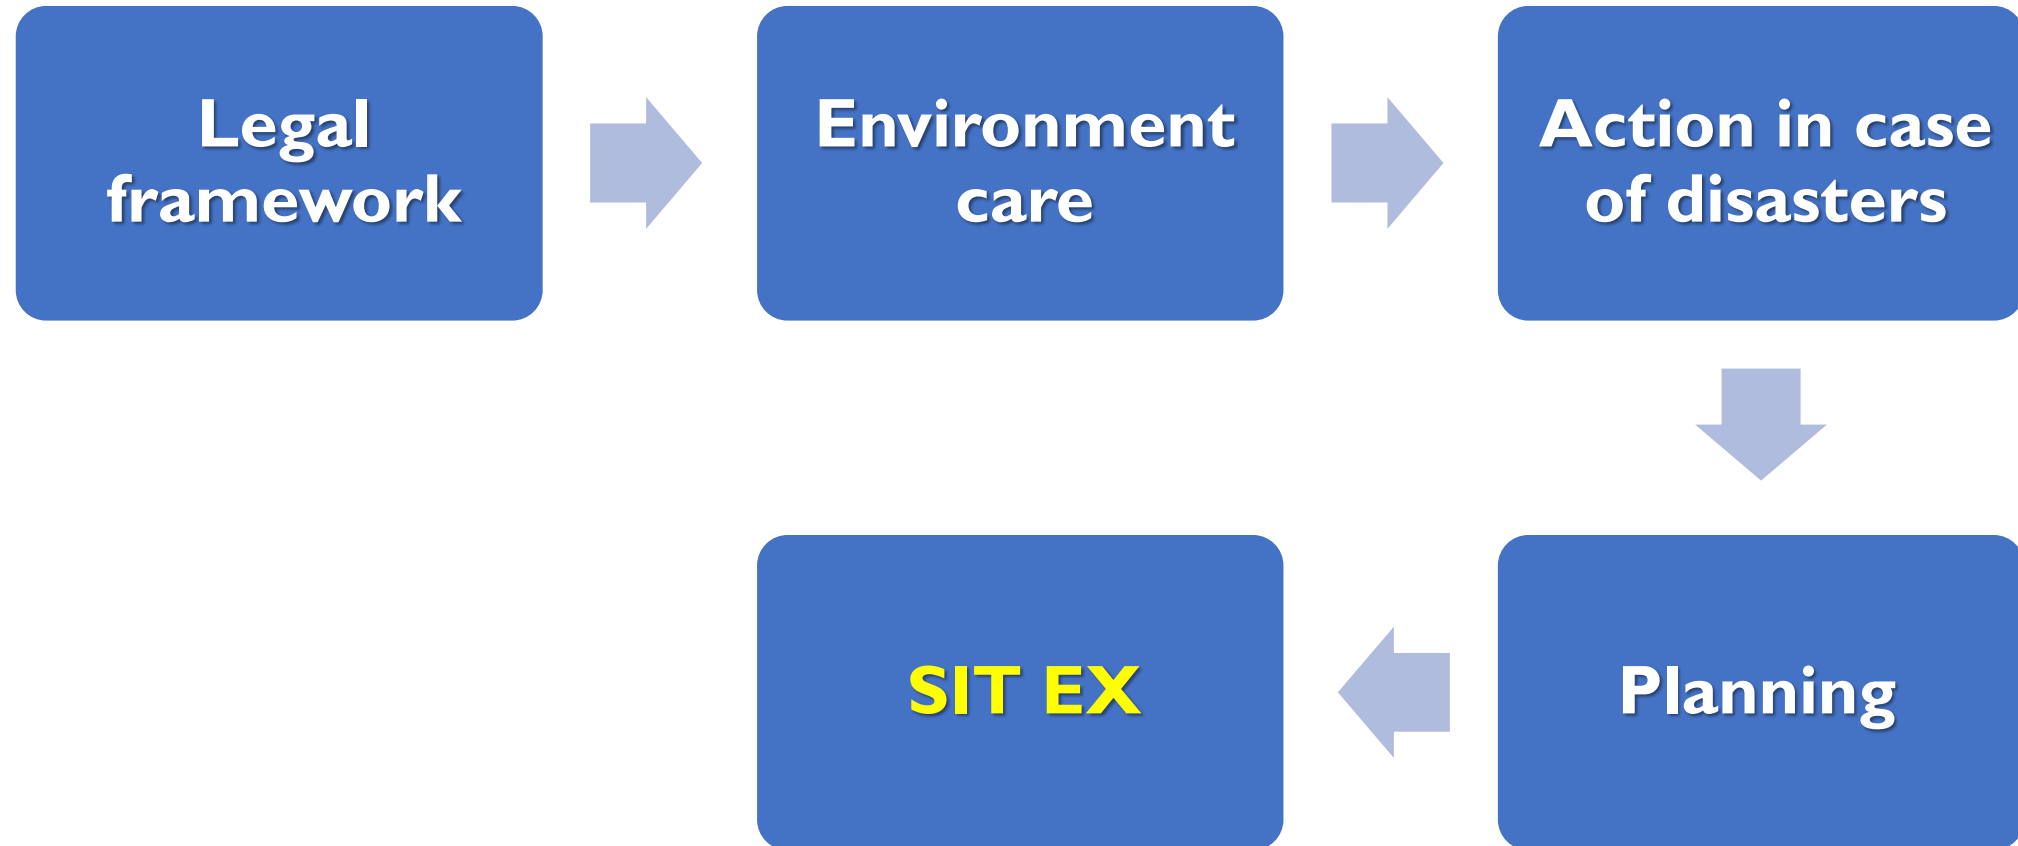 Legal
framework
Environment
care
Action in case
of disasters
Planning
SIT EX